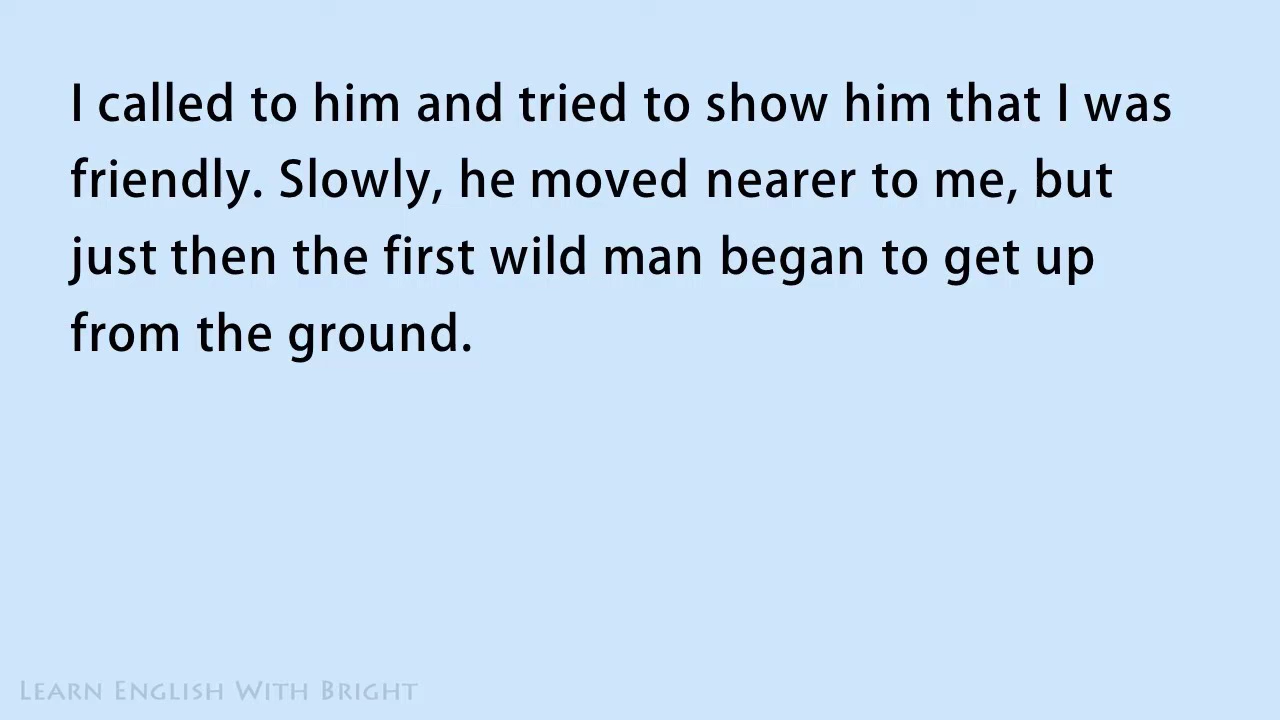 I called to him and tried to show him that I was
friendly. Slowly, he moved nearer to me, but
just then the first wild man began to get up
from the ground.
LEARN ENGLISH WITH BRIGHT